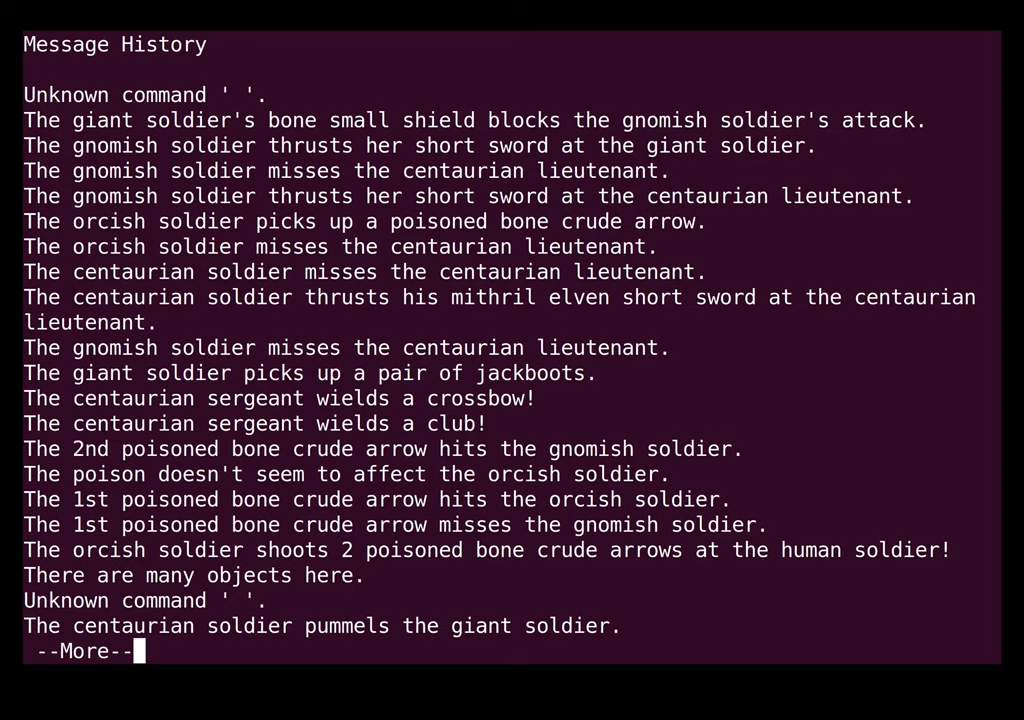 Message History
Unknown command ' '.
The giant soldier's bone small shield blocks the gnomish soldier's attack.
The gnomish soldier thrusts her short sword at the giant soldier.
The gnomish soldier misses the centaurian lieutenant.
The gnomish soldier thrusts her short sword at the centaurian lieutenant.
The orcish soldier picks up a poisoned bone crude arrow.
The orcish soldier misses the centaurian lieutenant.
The centaurian soldier misses the centaurian lieutenant.
The centaurian soldier thrusts his mithril elven short sword at the centaurian
lieutenant.
The gnomish soldier misses the centaurian lieutenant.
The giant soldier picks up a pair of jackboots.
The centaurian sergeant wields a crossbow!
The centaurian sergeant wields a club!
The 2nd poisoned bone crude arrow hits the gnomish soldier.
The poison doesn't seem to affect the orcish soldier.
The 1st poisoned bone crude arrow hits the orcish soldier.
The 1st poisoned bone crude arrow misses the gnomish soldier.
The orcish soldier shoots 2 poisoned bone crude arrows at the human soldier!
There are many objects here.
Unknown command ' '.
The centaurian soldier pummels the giant soldier.
--More--